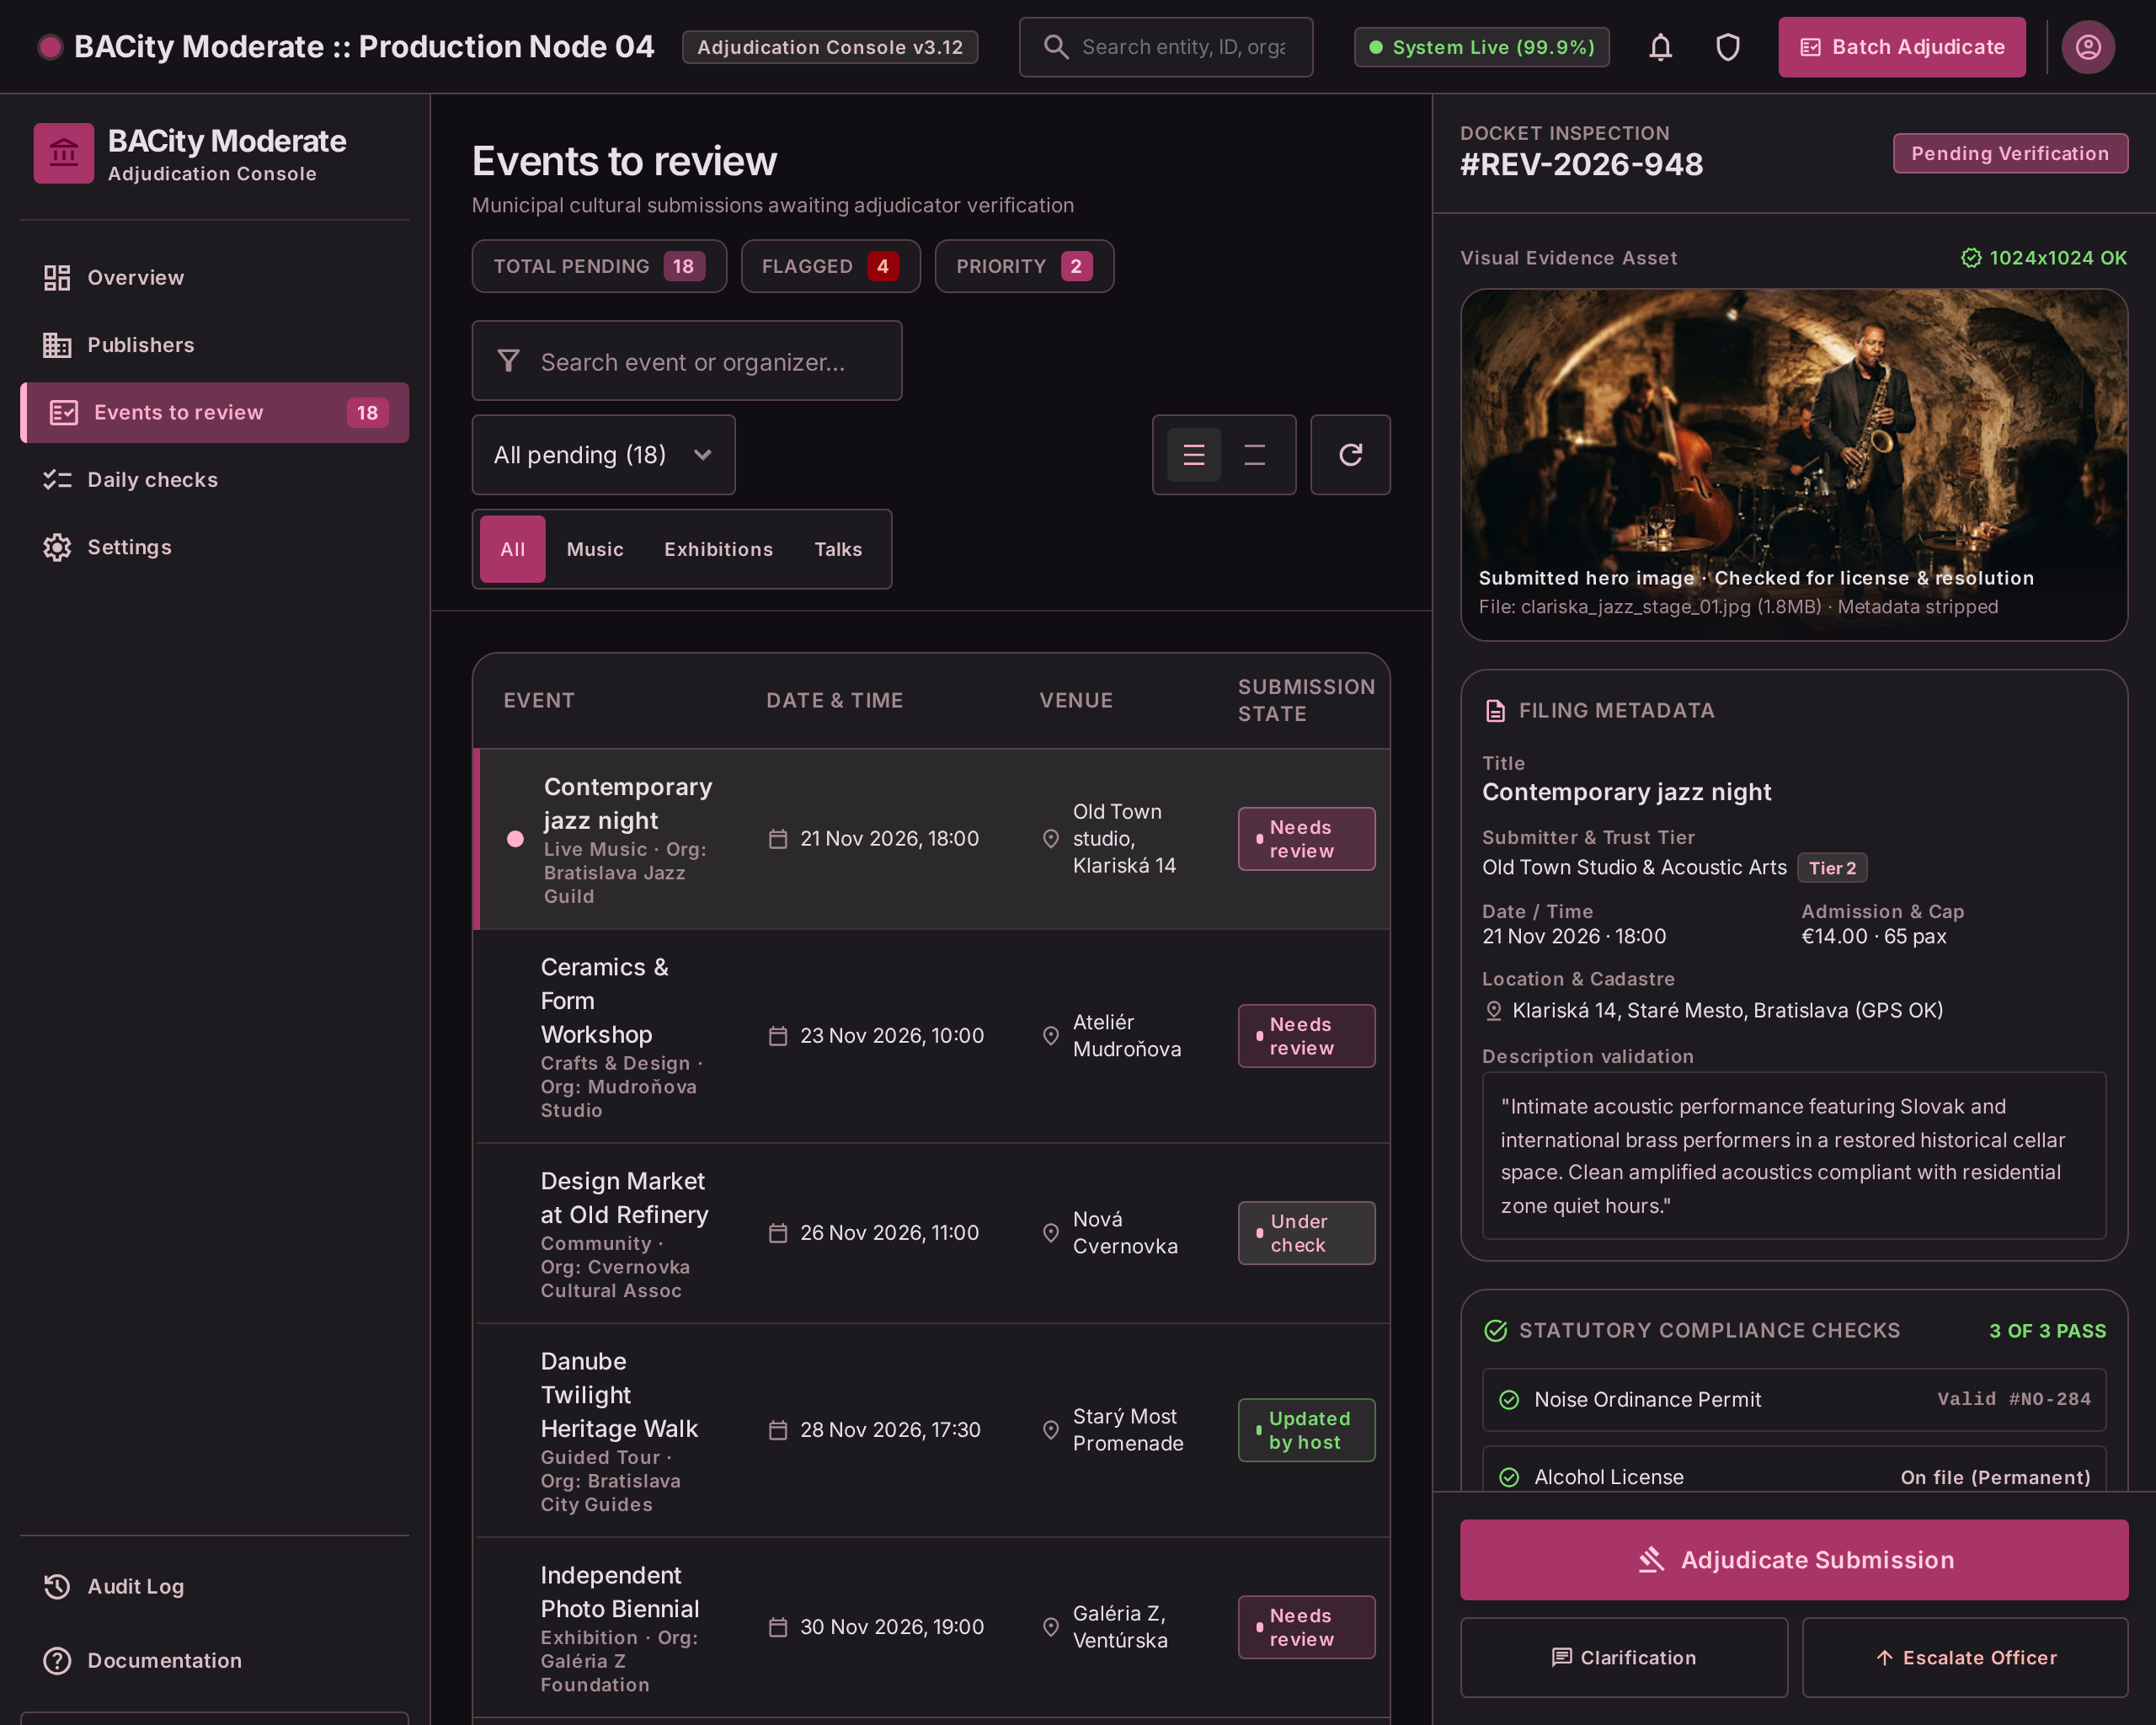 BACity Moderate :: Production Node 04
Adjudication Console v3.12
Search entity, ID, orga
System Live (99.9%)
Batch Adjudicate
BACity Moderate
Adjudication Console
Overview
Publishers
Events to review
18
Daily checks
Settings
Audit Log
Documentation
Events to review
Municipal cultural submissions awaiting adjudicator verification
TOTAL PENDING 18
FLAGGED 4
PRIORITY 2
Search event or organizer...
All pending (18)
All
Music
Exhibitions
Talks
EVENT
DATE & TIME
VENUE
SUBMISSION
STATE
Contemporary
jazz night
Live Music · Org:
Bratislava Jazz
Guild
21 Nov 2026, 18:00
Old Town
studio,
Klariská 14
Needs
review
Ceramics &
Form
Workshop
Crafts & Design ·
Org: Mudroňova
Studio
23 Nov 2026, 10:00
Ateliér
Mudroňova
Needs
review
Design Market
at Old Refinery
Community ·
Org: Cvernovka
Cultural Assoc
26 Nov 2026, 11:00
Nová
Cvernovka
Under
check
Danube
Twilight
Heritage Walk
Guided Tour ·
Org: Bratislava
City Guides
28 Nov 2026, 17:30
Starý Most
Promenade
Updated
by host
Independent
Photo Biennial
Exhibition · Org:
Galéria Z
Foundation
30 Nov 2026, 19:00
Galéria Z,
Ventúrska
Needs
review
DOCKET INSPECTION
#REV-2026-948
Pending Verification
Visual Evidence Asset
1024x1024 OK
Submitted hero image · Checked for license & resolution
File: clariska_jazz_stage_01.jpg (1.8MB) · Metadata stripped
FILING METADATA
Title
Contemporary jazz night
Submitter & Trust Tier
Old Town Studio & Acoustic Arts
Tier 2
Date / Time
21 Nov 2026 · 18:00
Admission & Cap
€14.00 · 65 pax
Location & Cadastre
Klariská 14, Staré Mesto, Bratislava (GPS OK)
Description validation
"Intimate acoustic performance featuring Slovak and
international brass performers in a restored historical cellar
space. Clean amplified acoustics compliant with residential
zone quiet hours."
STATUTORY COMPLIANCE CHECKS
3 OF 3 PASS
Noise Ordinance Permit
Valid #NO-284
Alcohol License
On file (Permanent)
Adjudicate Submission
Clarification
Escalate Officer